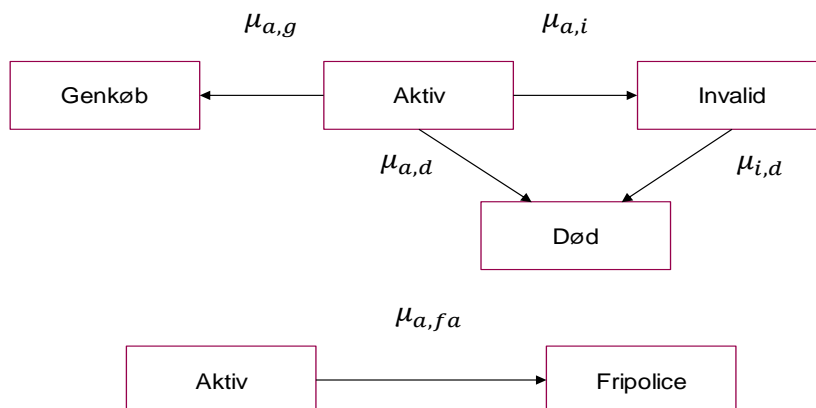 μ_{a,g} μ_{a,i}
Genkøb Aktiv Invalid
μ_{a,d} μ_{i,d}
Død
μ_{a,fa}
Aktiv Fripolice